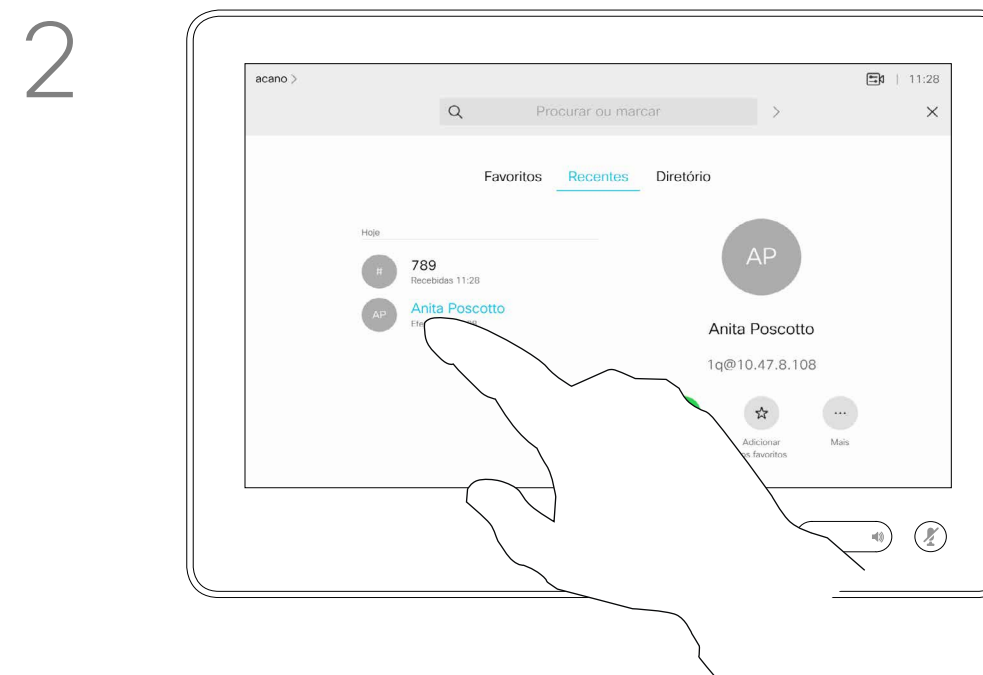 2
acano >
11:28
Procurar ou marcar
Favoritos Recentes Diretório
Hoje
#
789
Recebidas 11:28
AP
Anita Poscotto
AP
Anita Poscotto
1q@10.47.8.108
Adicionar
favoritos
Mais